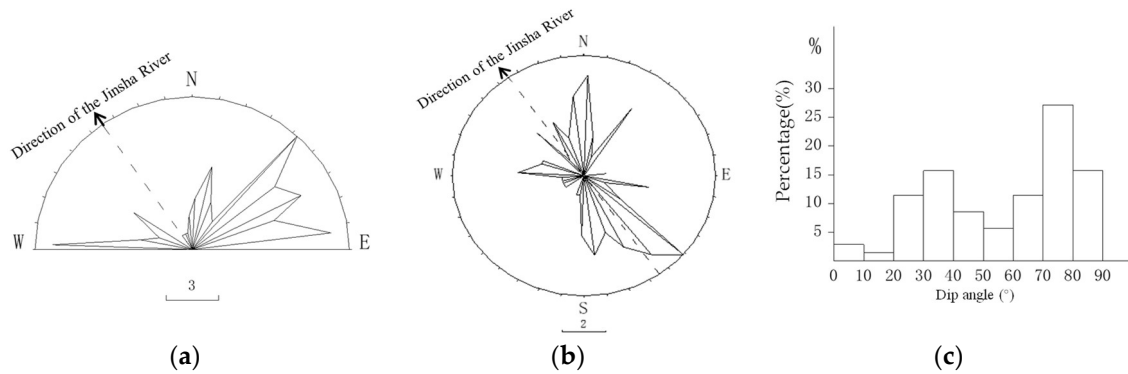 Direction of the Jinsha River
N
W
E
3
(a)
Direction of the Jinsha River
N
W
E
S
2
(b)
%
Percentage(%)
30
25
20
15
10
5
0 10 20 30 40 50 60 70 80 90
Dip angle (°)
(c)